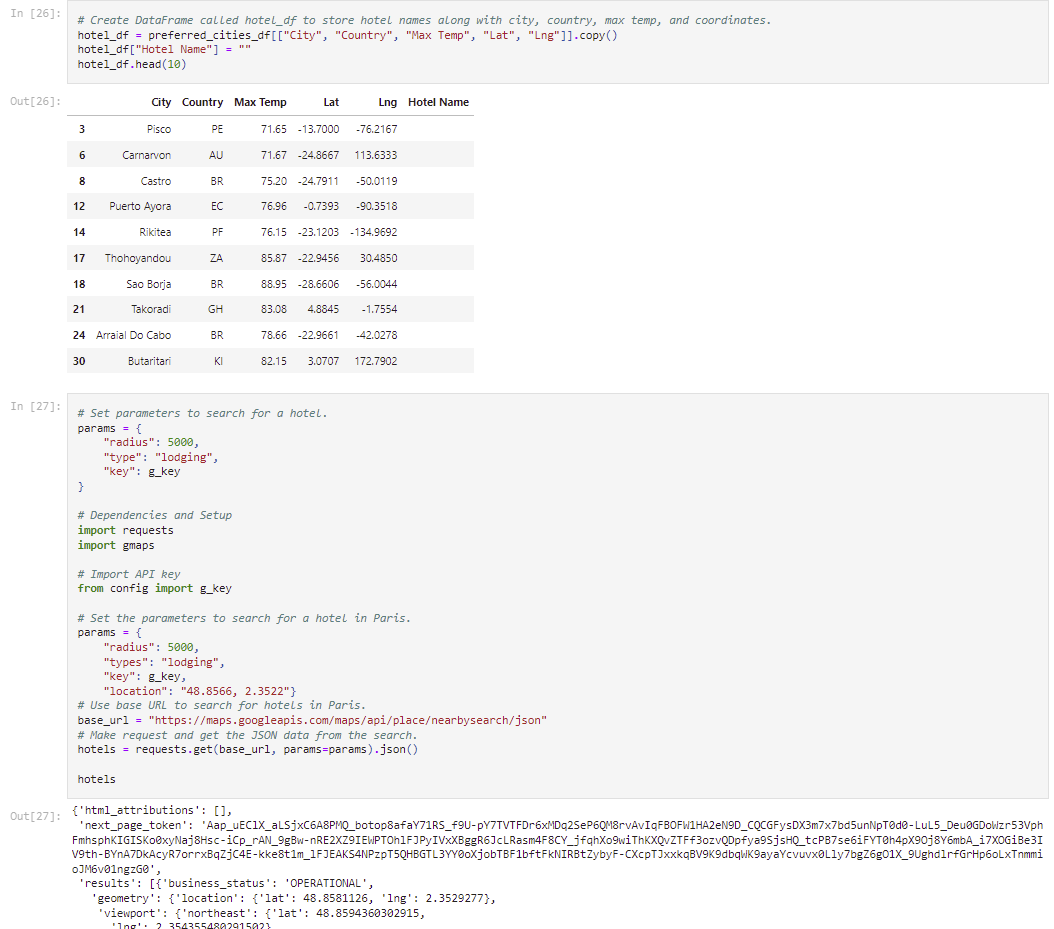 In [26]:
# Create DataFrame called hotel_df to store hotel names along with city, country, max temp, and coordinates.
hotel_df = preferred_cities_df[["City", "Country", "Max Temp", "Lat", "Lng"]].copy()
hotel_df["Hotel Name"] = ""
hotel_df.head(10)
Out[26]:
City Country Max Temp Lat Lng Hotel Name
3 Pisco PE 71.65 -13.7000 -76.2167
6 Carnarvon AU 71.67 -24.8667 113.6333
8 Castro BR 75.20 -24.7911 -50.0119
12 Puerto Ayora EC 76.96 -0.7393 -90.3518
14 Rikitea PF 76.15 -23.1203 -134.9692
17 Thohoyandou ZA 85.87 -22.9456 30.4850
18 Sao Borja BR 88.95 -28.6606 -56.0044
21 Takoradi GH 83.08 4.8845 -1.7554
24 Arraial Do Cabo BR 78.66 -22.9661 -42.0278
30 Butaritari KI 82.15 3.0707 172.7902
In [27]:
# Set parameters to search for a hotel.
params = {
"radius": 5000,
"type": "lodging",
"key": g_key
}
# Dependencies and Setup
import requests
import gmaps
# Import API key
from config import g_key
# Set the parameters to search for a hotel in Paris.
params = {
"radius": 5000,
"types": "lodging",
"key": g_key,
"location": "48.8566, 2.3522"}
# Use base URL to search for hotels in Paris.
base_url = "https://maps.googleapis.com/maps/api/place/nearbysearch/json"
# Make request and get the JSON data from the search.
hotels = requests.get(base_url, params=params).json()
hotels
Out[27]:
{'html_attributions': [],
'next_page_token':
'results': [{'business_status': 'OPERATIONAL',
'geometry': {'location': {'lat': 48.8581126, 'lng': 2.3529277},
'viewport': {'northeast': {'lat': 48.8594360302915,
'lng': 2.354355480291502},